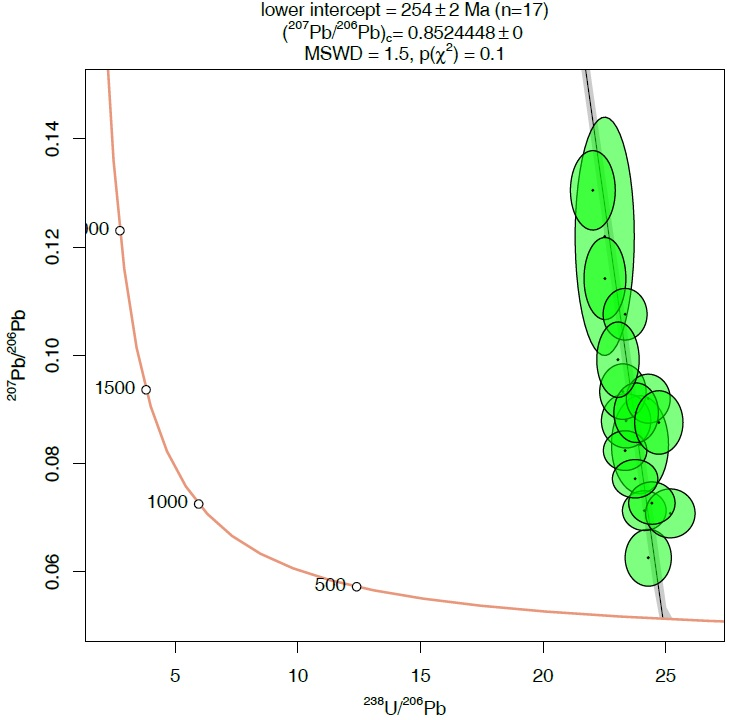 lower intercept = 254 ± 2 Ma (n=17)
(²⁰⁷Pb/²⁰⁶Pb)c= 0.8524448 ± 0
MSWD = 1.5, p(χ²) = 0.1
0.14
0.12
0.10
0.08
0.06
²⁰⁷Pb/²⁰⁶Pb
00
1500
1000
500
5
10
15
20
25
²³⁸U/²⁰⁶Pb